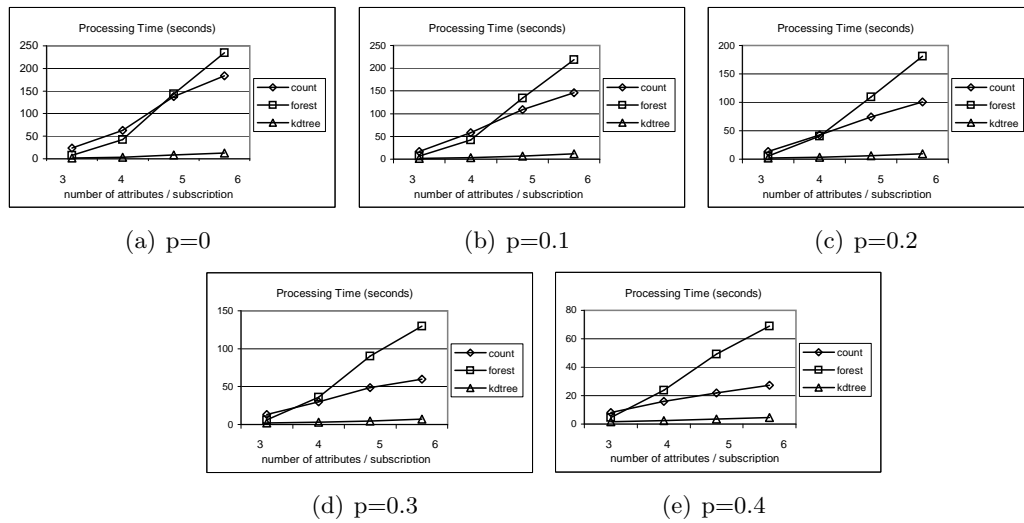 Processing Time (seconds)
250
200
150
100
50
0
3 4 5 6
number of attributes / subscription
count
forest
kdtree
(a) p=0
Processing Time (seconds)
250
200
150
100
50
0
3 4 5 6
number of attributes / subscription
count
forest
kdtree
(b) p=0.1
Processing Time (seconds)
200
150
100
50
0
3 4 5 6
number of attributes / subscription
count
forest
kdtree
(c) p=0.2
Processing Time (seconds)
150
100
50
0
3 4 5 6
number of attributes / subscription
count
forest
kdtree
(d) p=0.3
Processing Time (seconds)
80
60
40
20
0
3 4 5 6
number of attributes / subscription
count
forest
kdtree
(e) p=0.4